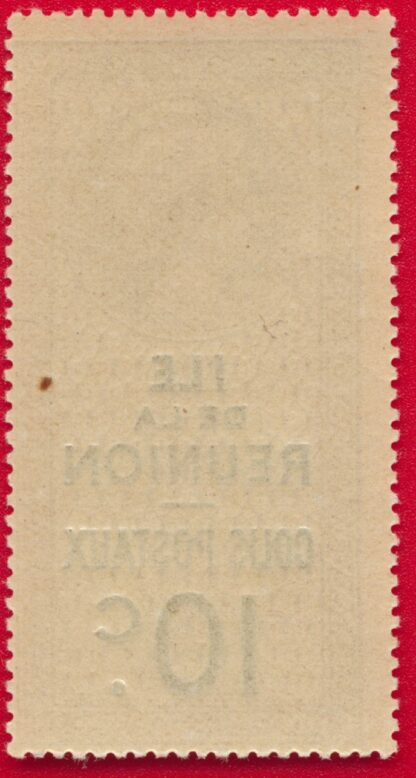 ILE
DE LA
REUNION
COLIS POSTAUX
10c.